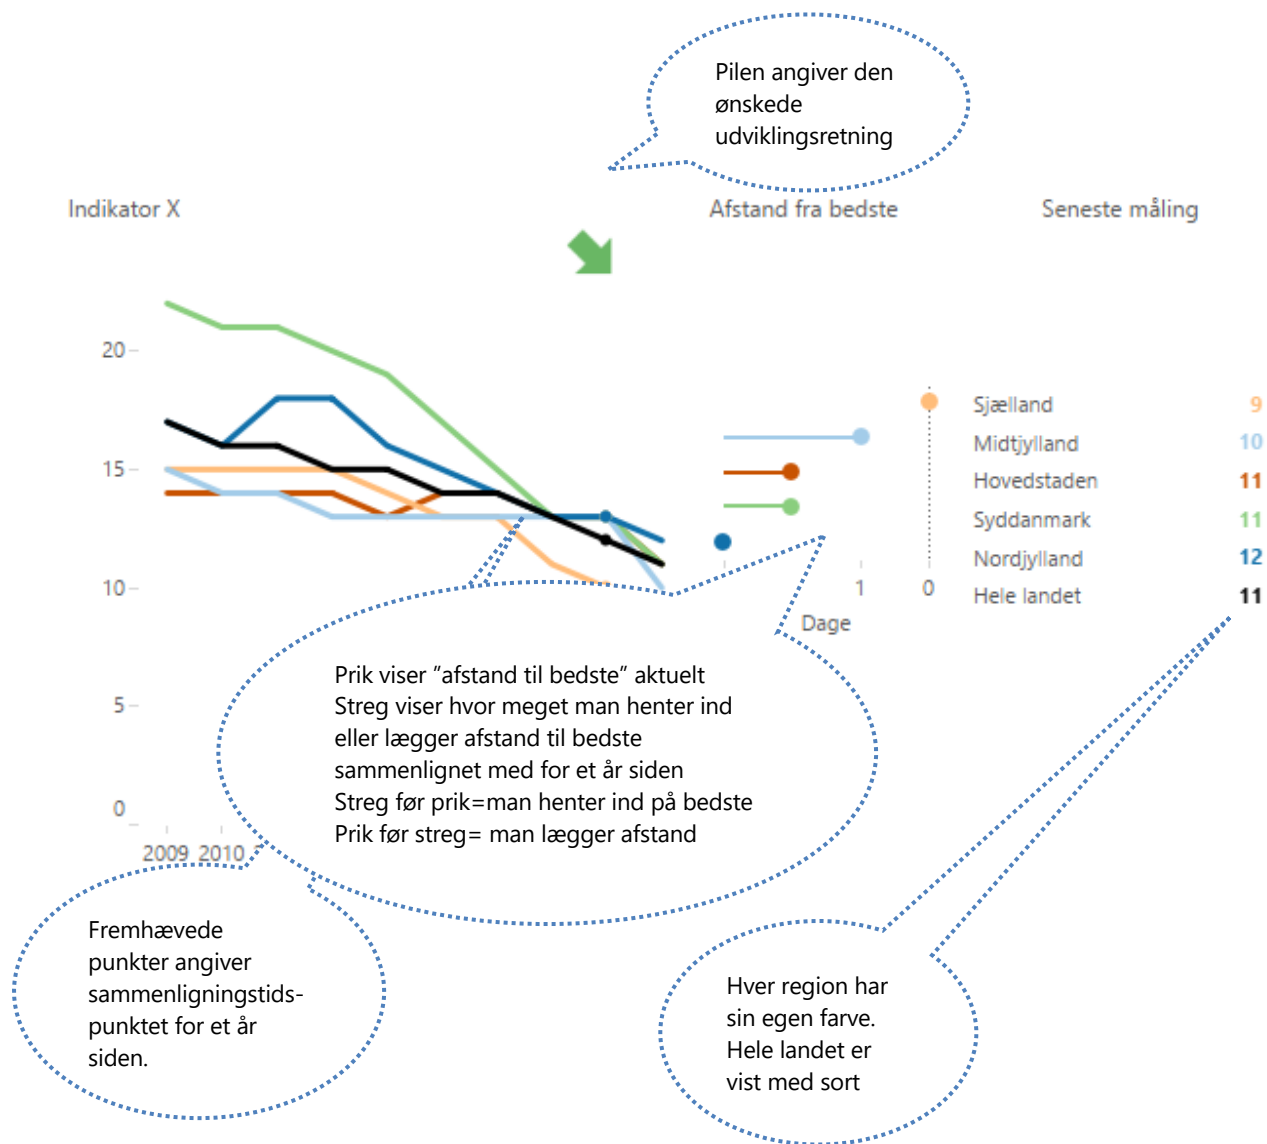 Pilen angiver den
ønskede
udviklingsretning
Indikator X
Afstand fra bedste
Seneste måling
20
15
10
5
0
2009 2010
1
0
Dage
Sjælland 9
Midtjylland 10
Hovedstaden 11
Syddanmark 11
Nordjylland 12
Hele landet 11
Prik viser ”afstand til bedste” aktuelt
Streg viser hvor meget man henter ind
eller lægger afstand til bedste
sammenlignet med for et år siden
Streg før prik=man henter ind på bedste
Prik før streg= man lægger afstand
Fremhævede
punkter angiver
sammenligningstids-
punktet for et år
siden.
Hver region har
sin egen farve.
Hele landet er
vist med sort